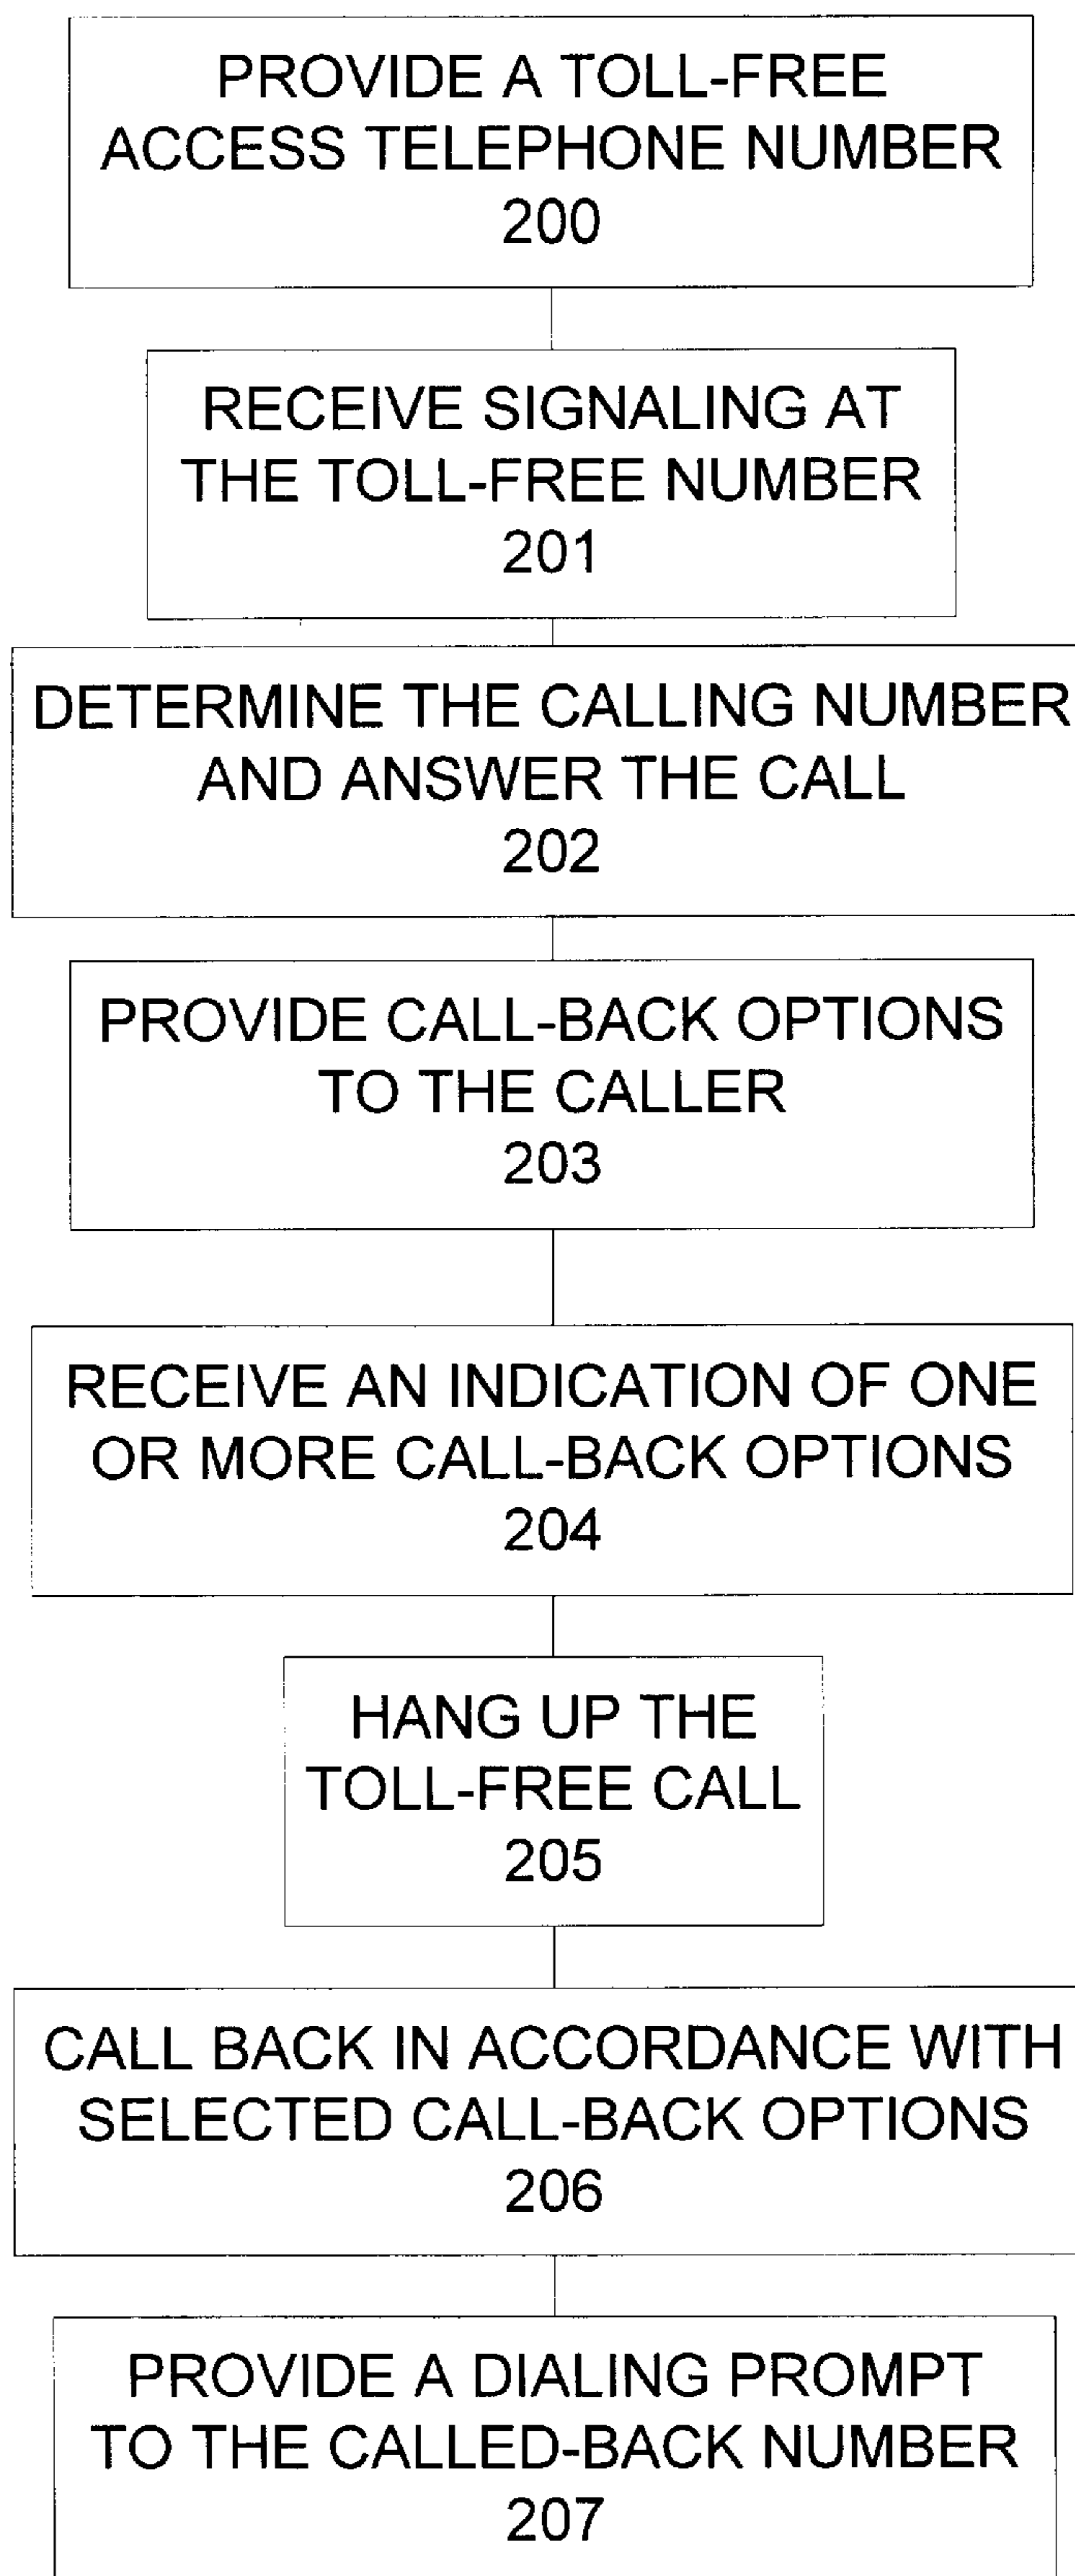 PROVIDE A TOLL-FREE
ACCESS TELEPHONE NUMBER
200
RECEIVE SIGNALING AT
THE TOLL-FREE NUMBER
201
DETERMINE THE CALLING NUMBER
AND ANSWER THE CALL
202
PROVIDE CALL-BACK OPTIONS
TO THE CALLER
203
RECEIVE AN INDICATION OF ONE
OR MORE CALL-BACK OPTIONS
204
HANG UP THE
TOLL-FREE CALL
205
CALL BACK IN ACCORDANCE WITH
SELECTED CALL-BACK OPTIONS
206
PROVIDE A DIALING PROMPT
TO THE CALLED-BACK NUMBER
207